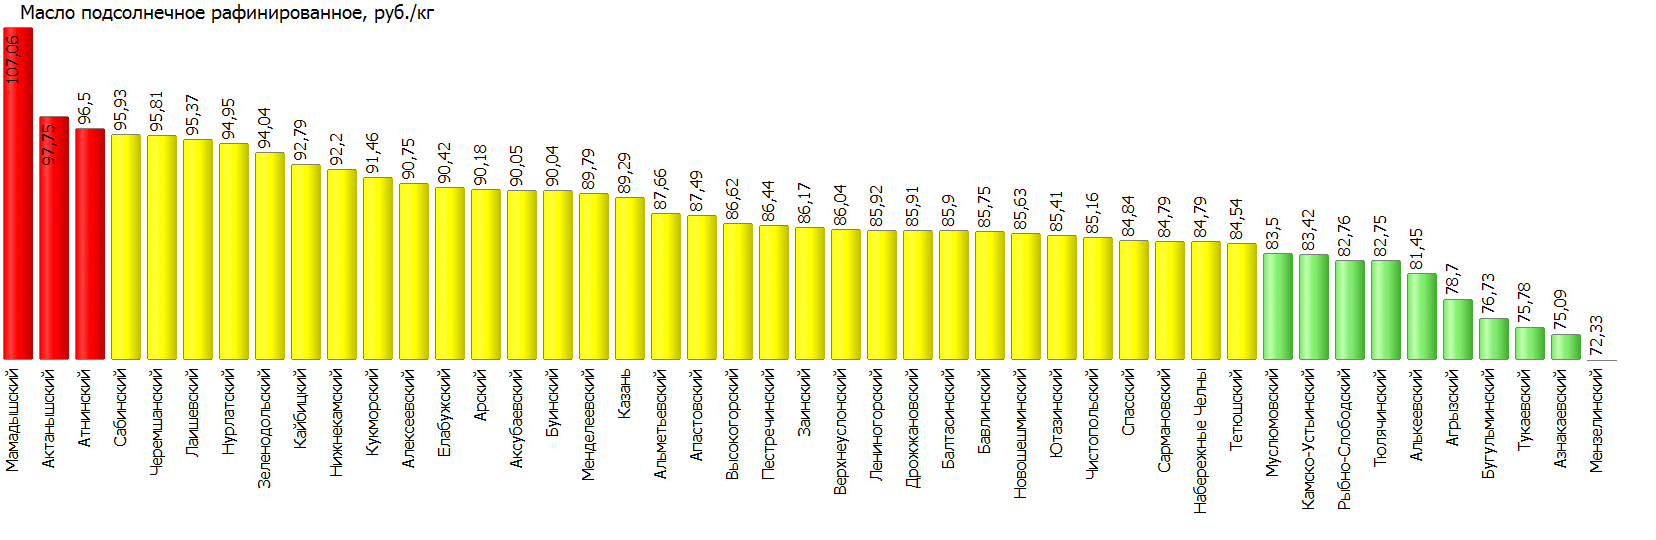 Масло подсолнечное рафинированное, руб./кг
107,06
97,75
96,5
95,93
95,81
95,37
94,95
94,04
92,79
92,2
91,46
90,75
90,42
90,18
90,05
90,04
89,79
89,29
87,66
87,49
86,62
86,44
86,17
86,04
85,92
85,91
85,9
85,75
85,63
85,41
85,16
84,84
84,79
84,79
84,54
83,5
83,42
82,76
82,75
81,45
78,7
76,73
75,78
75,09
72,33
Мамадышский
Актанышский
Атнинский
Сабинский
Черемшанский
Лаишевский
Нурлатский
Зеленодольский
Кайбицкий
Нижнекамский
Кукморский
Алексеевский
Елабужский
Арский
Аксубаевский
Буинский
Менделеевский
Казань
Альметьевский
Апастовский
Высокогорский
Пестречинский
Заинский
Верхнеуслонский
Лениногорский
Дрожжановский
Балтасинский
Бавлинский
Новошешминский
Ютазинский
Чистопольский
Спасский
Сармановский
Набережные Челны
Тетюшский
Муслюмовский
Камско-Устьинский
Рыбно-Слободский
Тюлячинский
Алькеевский
Агрызский
Бугульминский
Тукаевский
Азнакаевский
Мензелинский